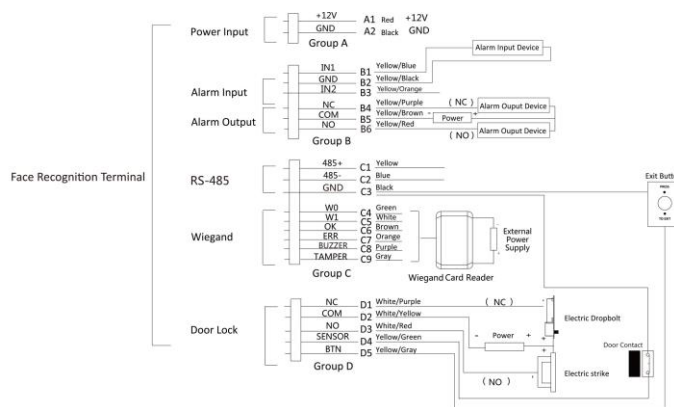 Face Recognition Terminal
Power Input
+12V A1 Red +12V
GND A2 Black GND
Group A
Alarm Input
IN1 B1 Yellow/Blue
GND B2 Yellow/Black
IN2 B3 Yellow/Orange
Alarm Input Device
Alarm Output
NC B4 Yellow/Purple (NC) Alarm Ouput Device
COM B5 Yellow/Brown - Power +
NO B6 Yellow/Red (NO) Alarm Ouput Device
Group B
RS-485
485+ C1 Yellow
485- C2 Blue
GND C3 Black
Exit Butt
Wiegand
W0 C4 Green
W1 C5 White
OK C6 Brown
ERR C7 Orange
BUZZER C8 Purple
TAMPER C9 Gray
Group C
Wiegand Card Reader
External
Power
Supply
Door Lock
NC D1 White/Purple (NC)
COM D2 White/Yellow - Power +
NO D3 White/Red (NO)
SENSOR D4 Yellow/Green
BTN D5 Yellow/Gray
Group D
Electric Dropbolt
Door Contact
Electric strike